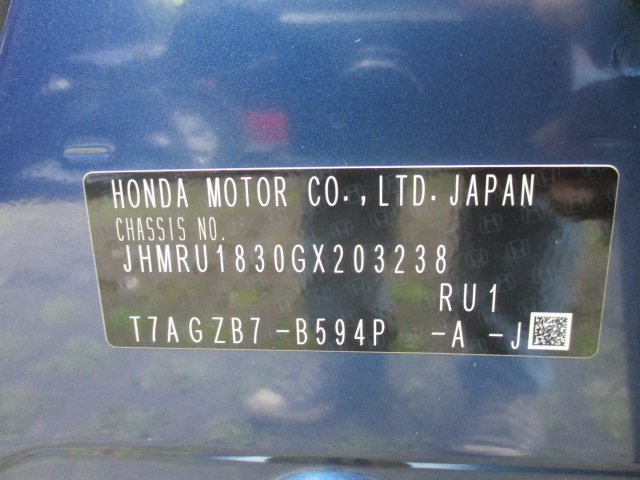 HONDA MOTOR CO.,LTD.JAPAN
CHASSIS NO.
JHMRU1830GX203238
RU1
T7AGZB7-B594P -A -J